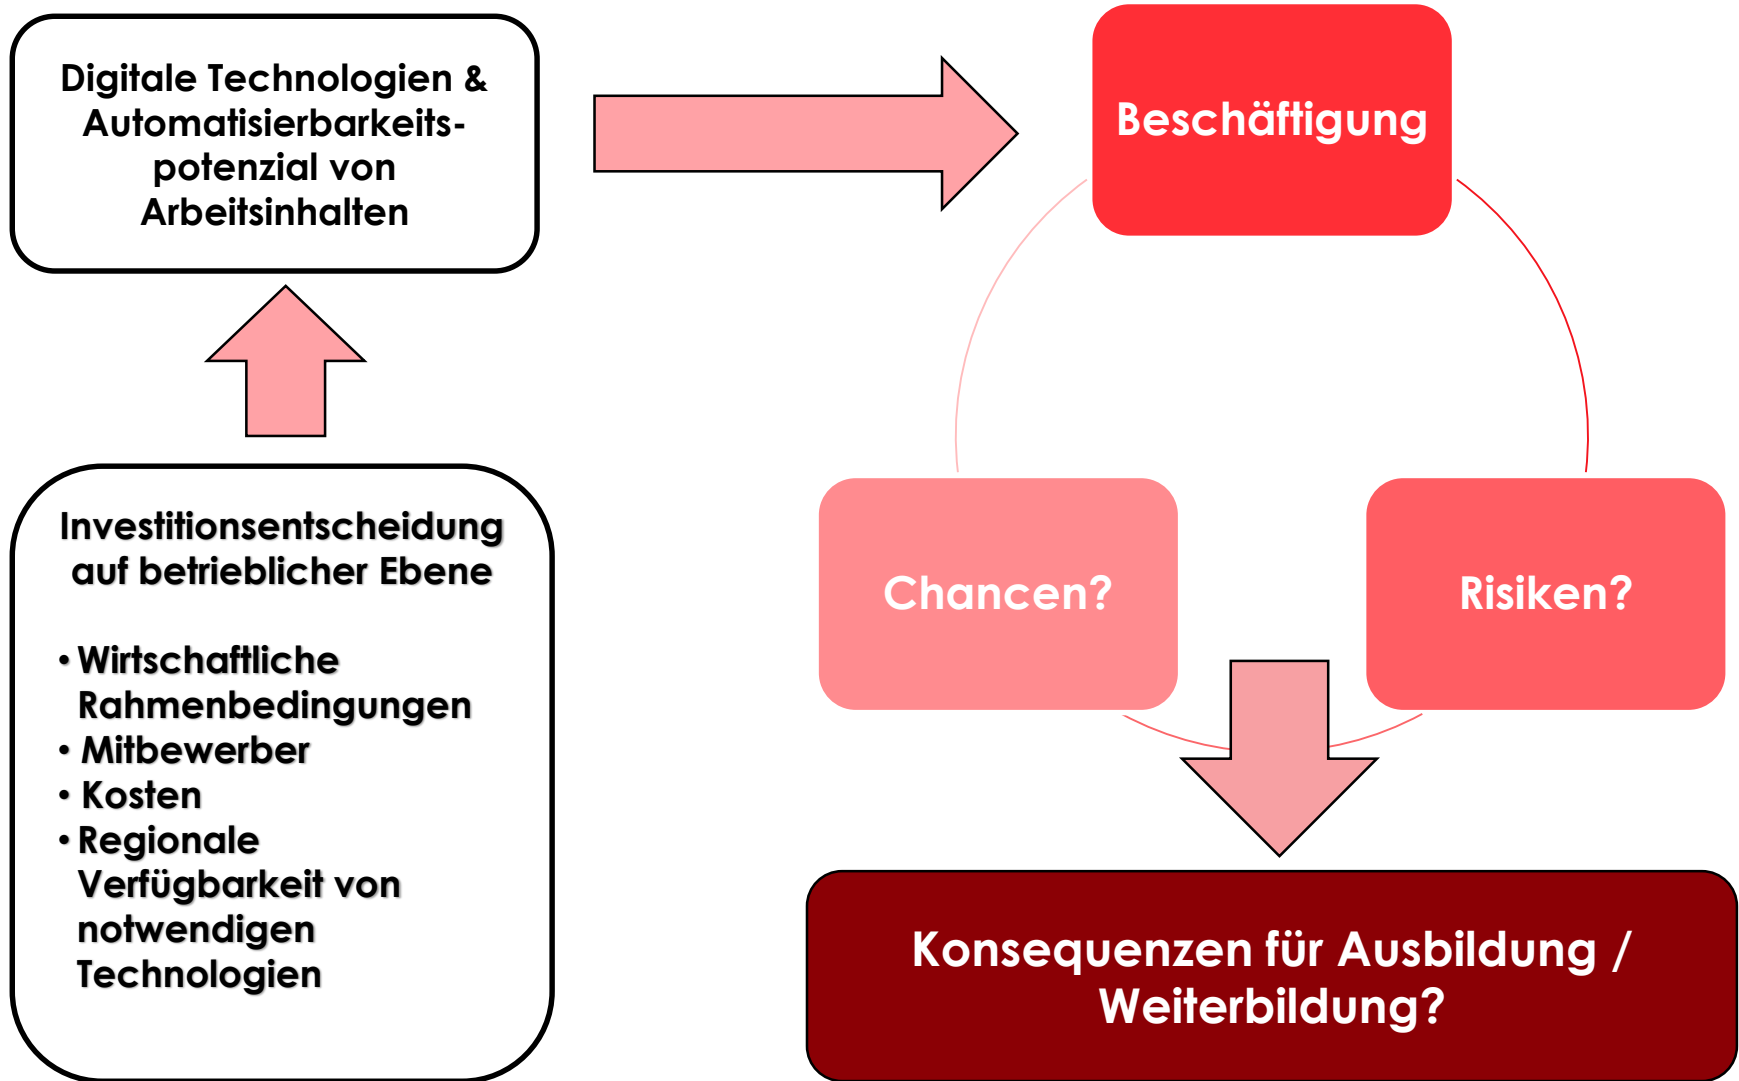 Digitale Technologien &
Automatisierbarkeits-
potenzial von
Arbeitsinhalten
Investitionsentscheidung
auf betrieblicher Ebene
• Wirtschaftliche
Rahmenbedingungen
• Mitbewerber
• Kosten
• Regionale
Verfügbarkeit von
notwendigen
Technologien
Beschäftigung
Chancen?
Risiken?
Konsequenzen für Ausbildung /
Weiterbildung?